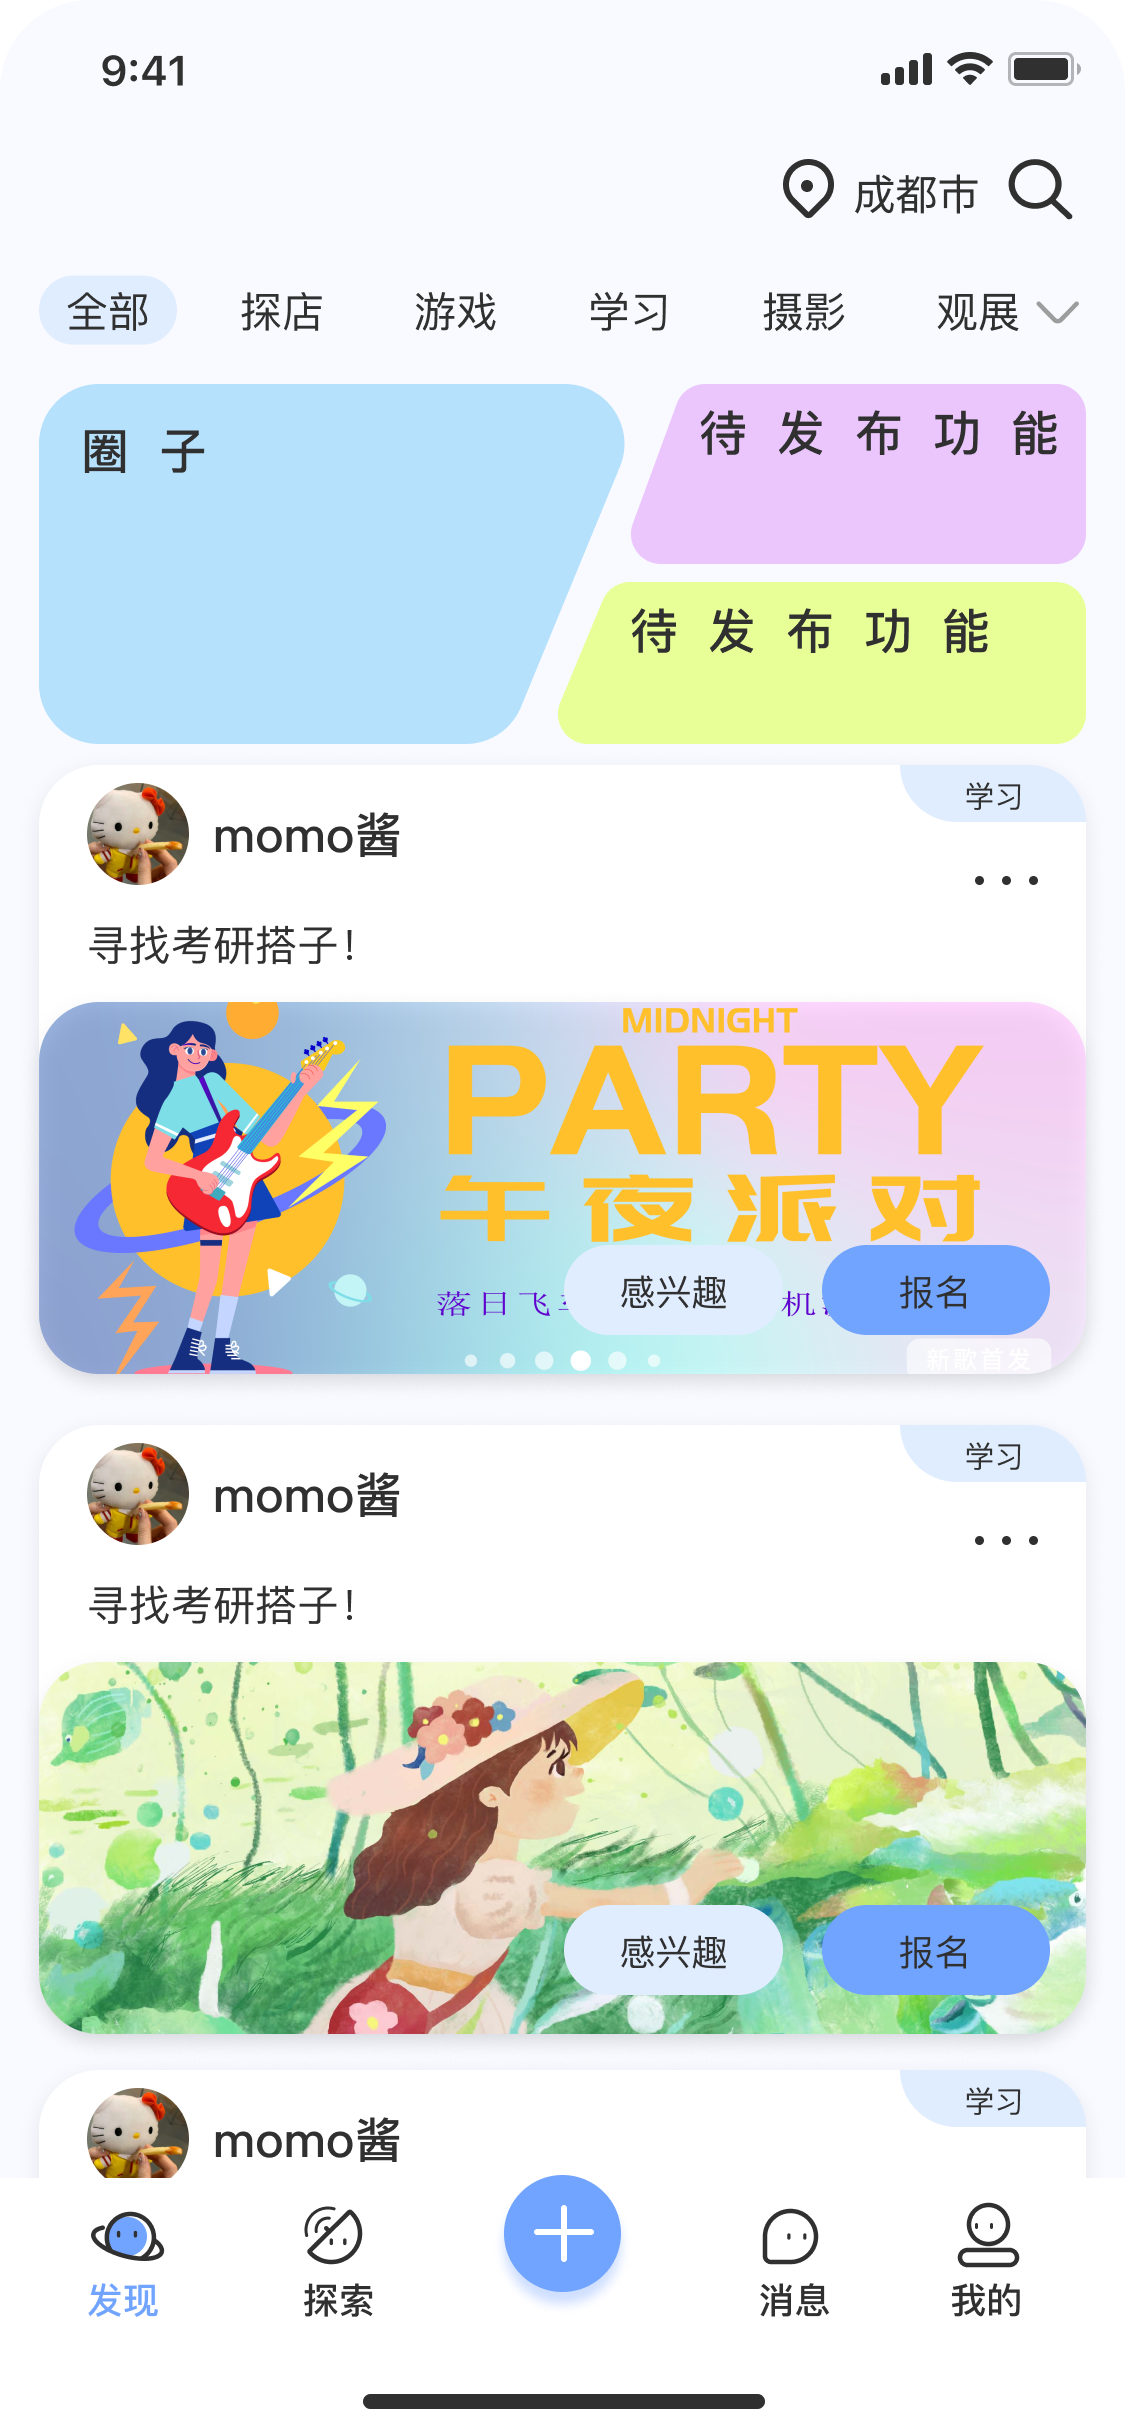 9:41
成都市
全部 探店 游戏 学习 摄影 观展
圈子
待发布功能
待发布功能
学习
momo酱
寻找考研搭子！
MIDNIGHT
PARTY
午夜派对
落日飞
机
感兴趣
报名
新歌首发
学习
momo酱
寻找考研搭子！
感兴趣
报名
学习
momo酱
发现 探索 消息 我的